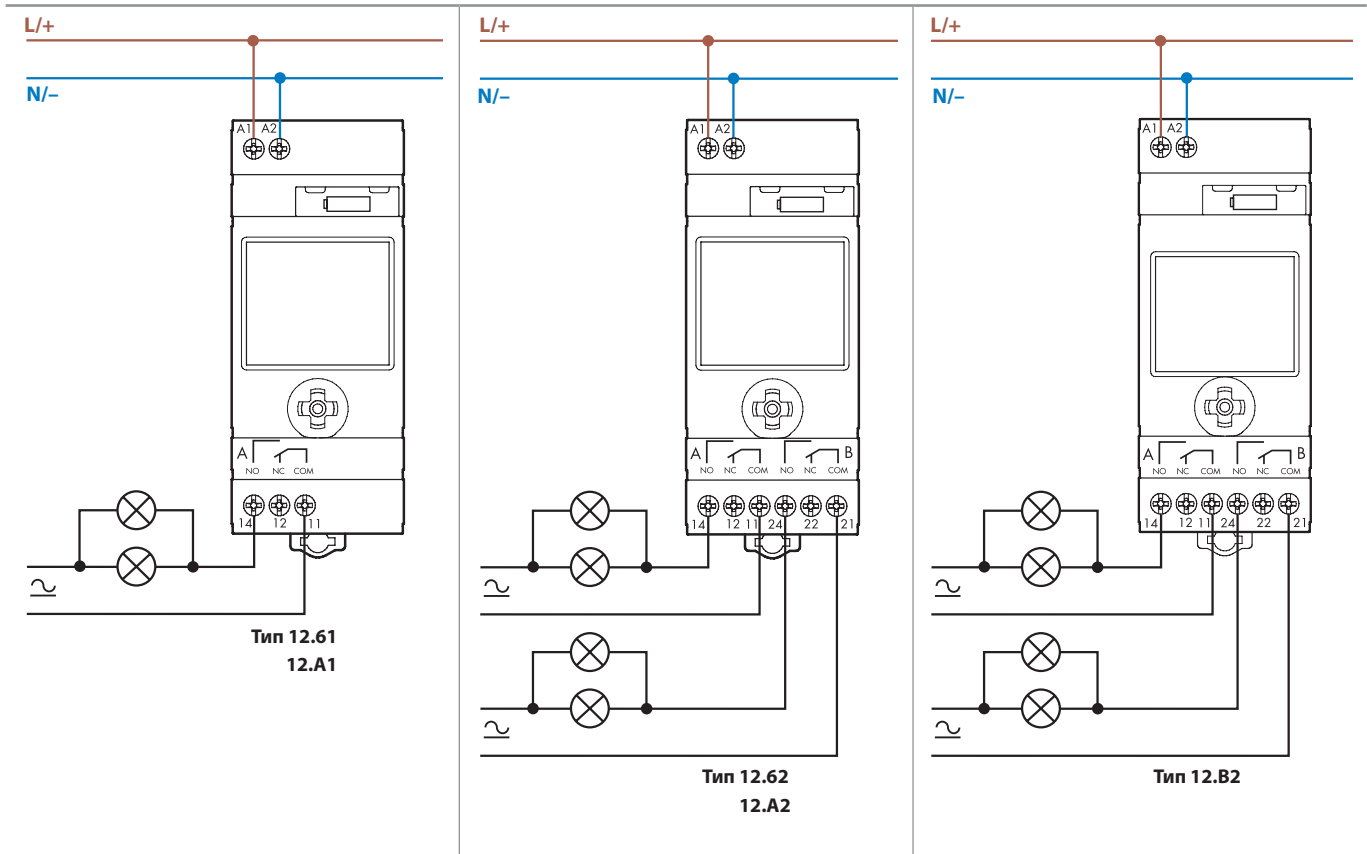 L/+
N/–
A1 A2
A
NO NC COM
14 12 11
Тип 12.61
12.A1
L/+
N/–
A1 A2
A B
NO NC COM NO NC COM
14 12 11 24 22 21
Тип 12.62
12.A2
L/+
N/–
A1 A2
A B
NO NC COM NO NC COM
14 12 11 24 22 21
Тип 12.B2